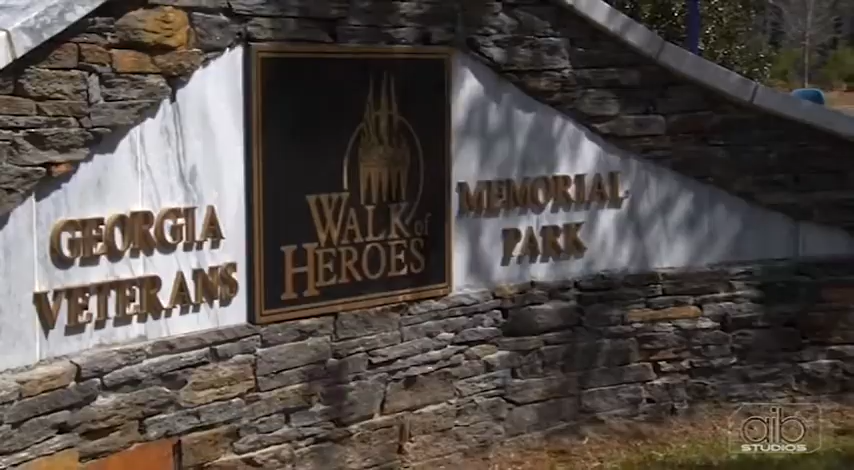 GEORGIA
VETERANS
WALK of
HEROES
MEMORIAL
PARK
aib
STUDIOS